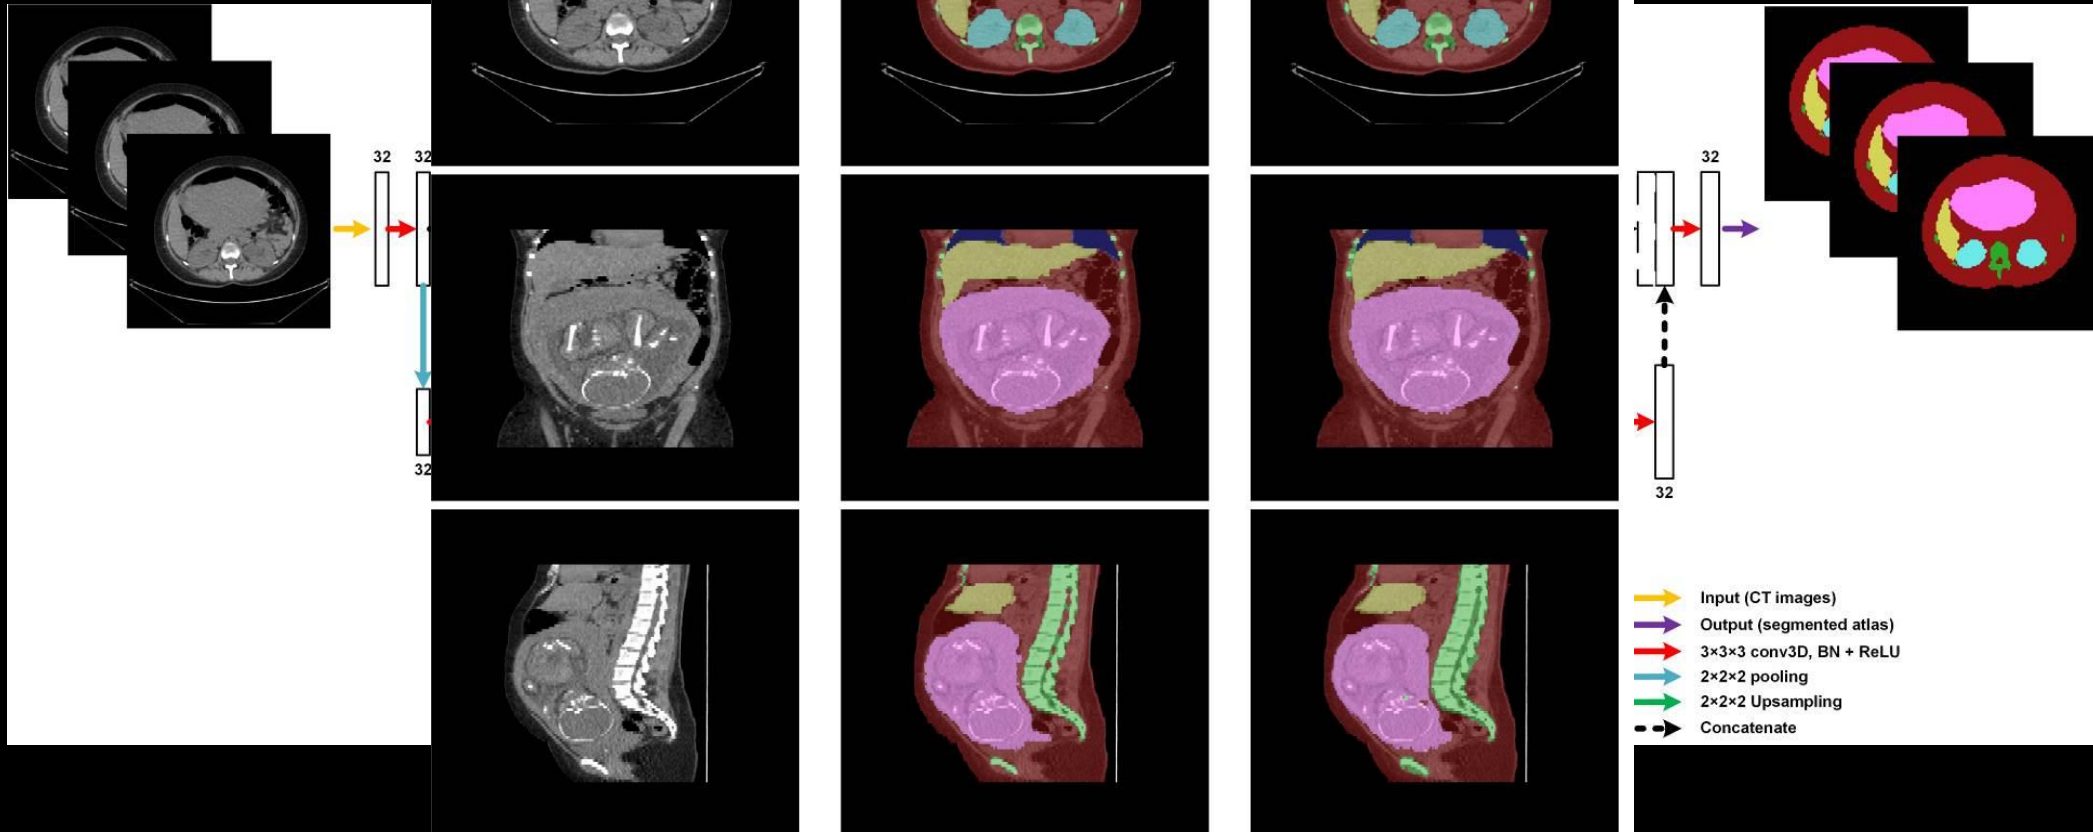 32
32
32
32
32
Input (CT images)
Output (segmented atlas)
3×3×3 conv3D, BN + ReLU
2×2×2 pooling
2×2×2 Upsampling
Concatenate